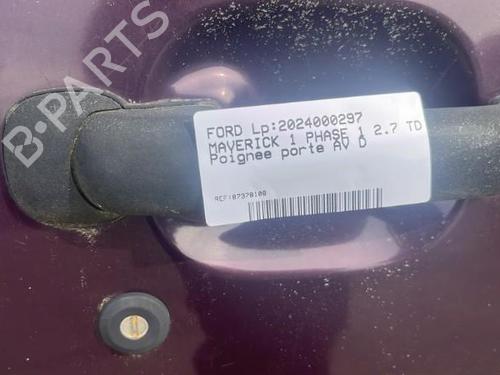 B-PARTS
FORD Lp:2024000297
MAVERICK 1 PHASE 1 2.7 TD
Poignee porte AV D
REF:07370100